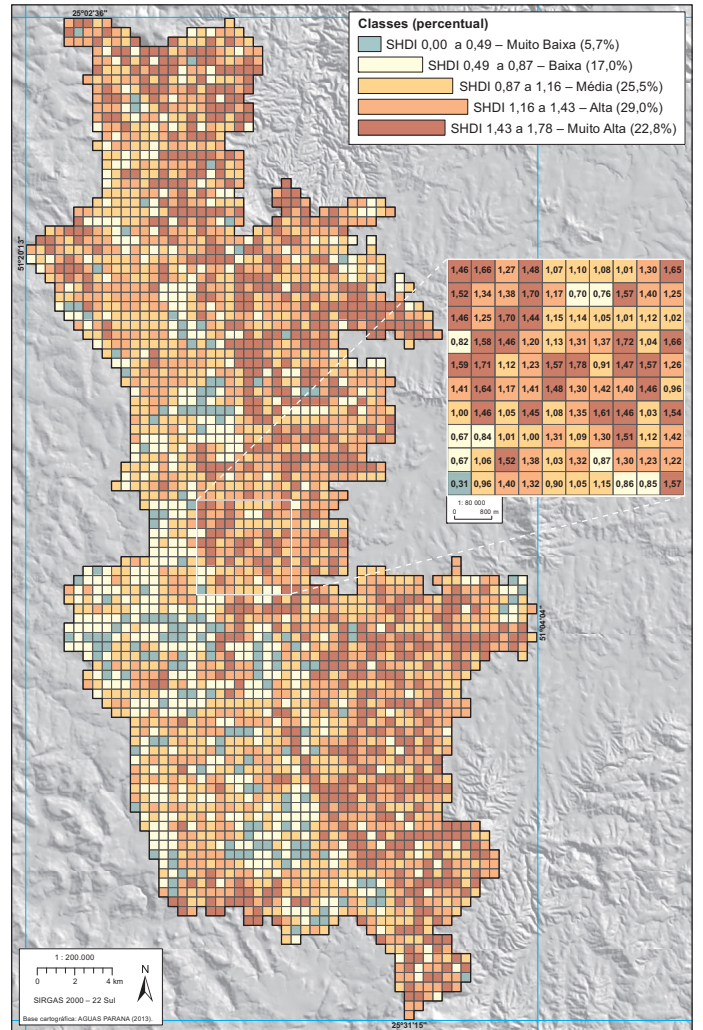 25°02'36"
Classes (percentual)
SHDI 0,00 a 0,49 – Muito Baixa (5,7%)
SHDI 0,49 a 0,87 – Baixa (17,0%)
SHDI 0,87 a 1,16 – Média (25,5%)
SHDI 1,16 a 1,43 – Alta (29,0%)
SHDI 1,43 a 1,78 – Muito Alta (22,8%)
51°20'13"
1,46 1,66 1,27 1,48 1,07 1,10 1,08 1,01 1,30 1,65
1,52 1,34 1,38 1,70 1,17 0,70 0,76 1,57 1,40 1,25
1,46 1,25 1,70 1,44 1,15 1,14 1,05 1,01 1,12 1,02
0,82 1,58 1,46 1,20 1,13 1,31 1,37 1,72 1,04 1,66
1,59 1,71 1,12 1,23 1,57 1,78 0,91 1,47 1,57 1,26
1,41 1,64 1,17 1,41 1,48 1,30 1,42 1,40 1,46 0,96
1,00 1,46 1,05 1,45 1,08 1,35 1,61 1,46 1,03 1,54
0,67 0,84 1,01 1,00 1,31 1,09 1,30 1,51 1,12 1,42
0,67 1,06 1,52 1,38 1,03 1,32 0,87 1,30 1,23 1,22
0,31 0,96 1,40 1,32 0,90 1,05 1,15 0,86 0,85 1,57
1: 80 000
0 800 m
51°04'04"
1 : 200.000
0 2 4 km
N
SIRGAS 2000 – 22 Sul
Base cartográfica: AGUAS PARANA (2013).
25°31'15"